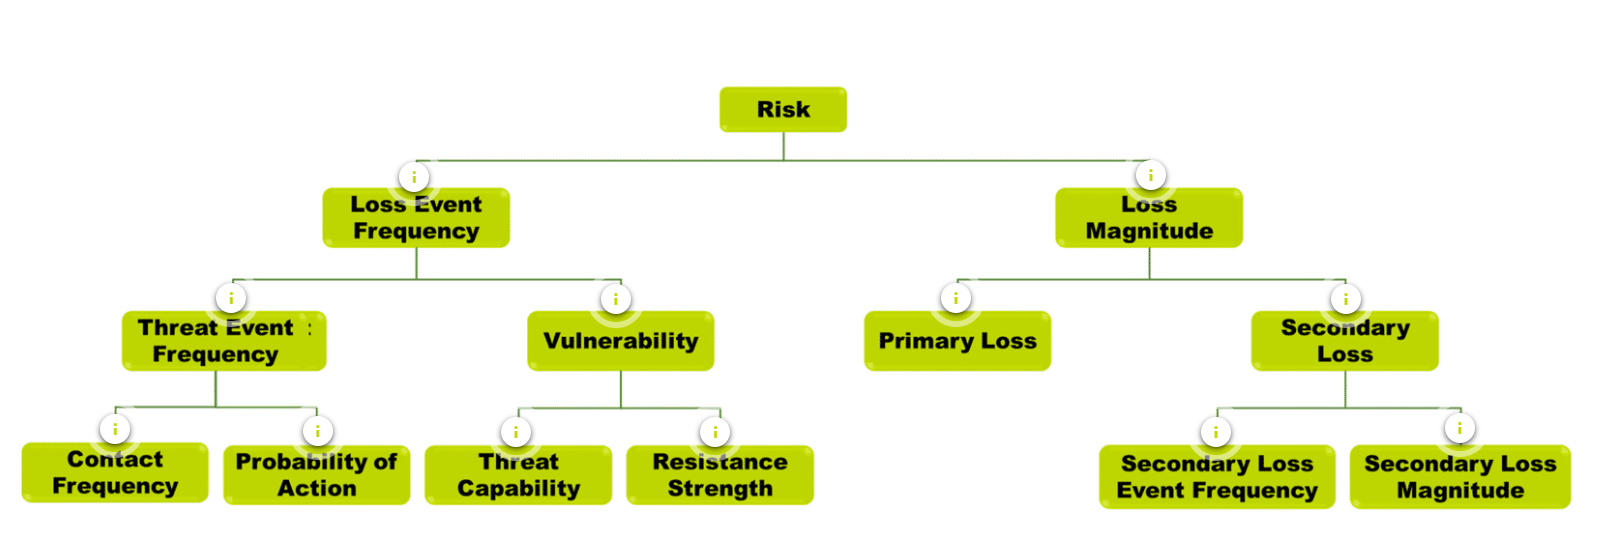 Risk
i
i
Loss Event
Frequency
Loss
Magnitude
i
i
i
i
Threat Event :
Frequency
Vulnerability
Primary Loss
Secondary
Loss
i
i
i
i
i
i
Contact
Frequency
Probability of
Action
Threat
Capability
Resistance
Strength
Secondary Loss
Event Frequency
Secondary Loss
Magnitude